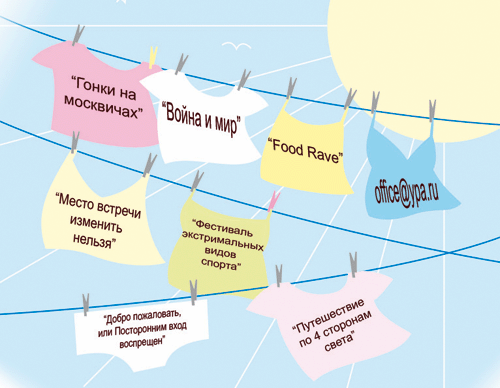 “Гонки на
москвичах”
“Война и мир”
“Food Rave”
office@ypa.ru
“Место встречи
изменить
нельзя”
“Фестиваль
экстримальных
видов
спорта”
“Добро пожаловать,
или Посторонним вход
воспрещен”
“Путешествие
по 4 сторонам
света”